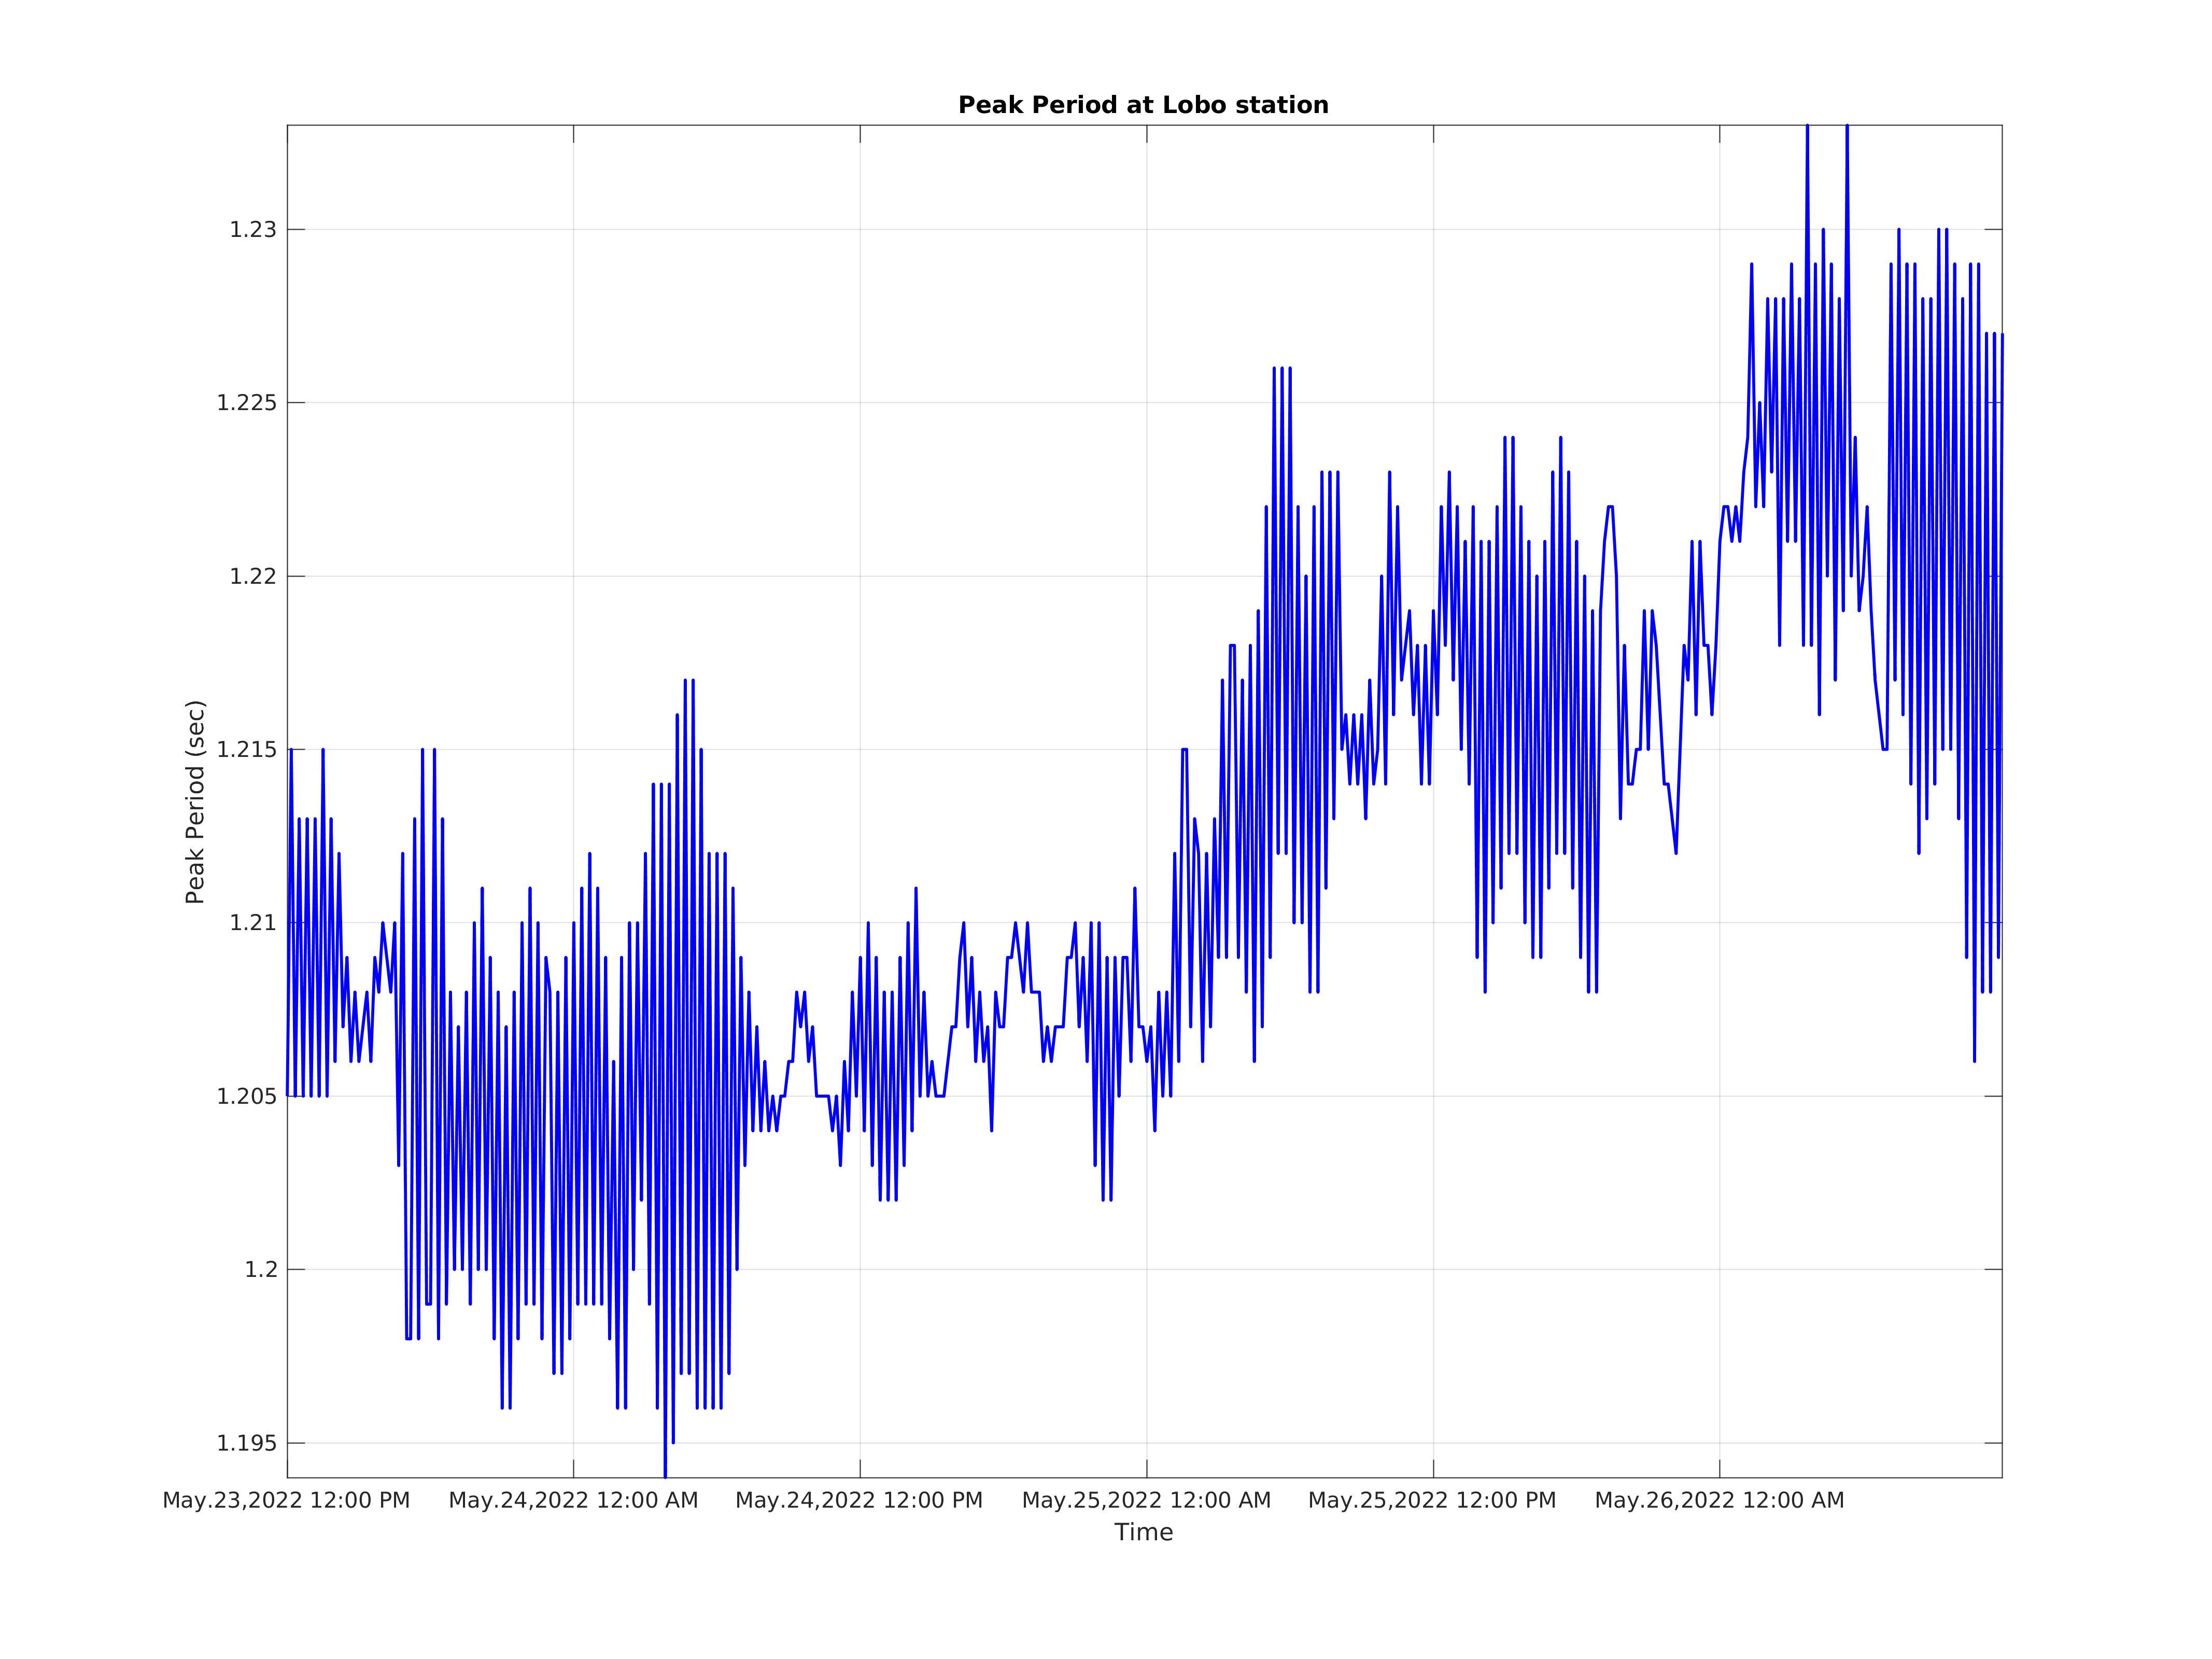 Peak Period at Lobo station
1.23
1.225
1.22
1.215
1.21
1.205
1.2
1.195
Peak Period (sec)
May.23,2022 12:00 PM May.24,2022 12:00 AM May.24,2022 12:00 PM May.25,2022 12:00 AM May.25,2022 12:00 PM May.26,2022 12:00 AM
Time